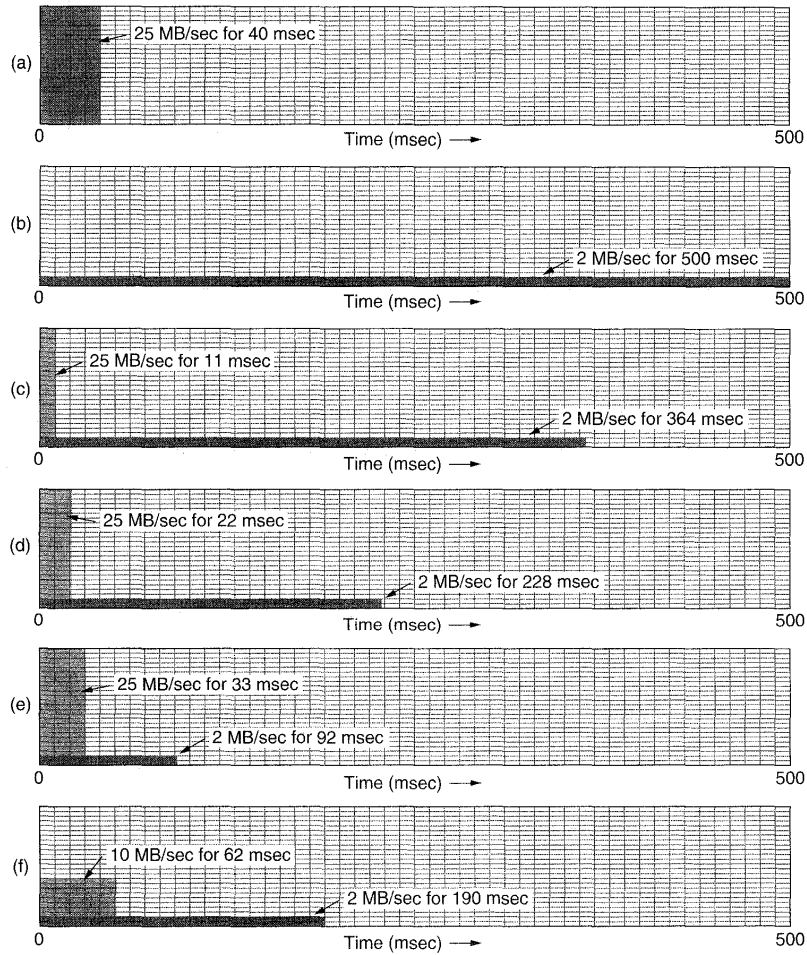 25 MB/sec for 40 msec
(a)
0 Time (msec) 500
(b)
2 MB/sec for 500 msec
0 Time (msec) 500
25 MB/sec for 11 msec
(c)
2 MB/sec for 364 msec
0 Time (msec) 500
25 MB/sec for 22 msec
(d)
2 MB/sec for 228 msec
0 Time (msec) 500
25 MB/sec for 33 msec
(e)
2 MB/sec for 92 msec
0 Time (msec) 500
(f)
10 MB/sec for 62 msec
2 MB/sec for 190 msec
0 Time (msec) 500